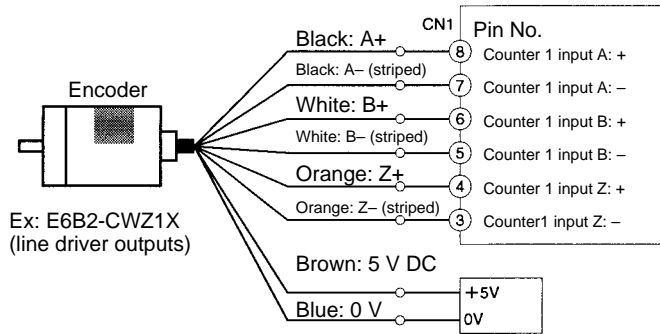 CN1
Pin No.
Black: A+
8 Counter 1 input A: +
Black: A– (striped)
7 Counter 1 input A: –
Encoder
White: B+
6 Counter 1 input B: +
White: B– (striped)
5 Counter 1 input B: –
Orange: Z+
4 Counter 1 input Z: +
Orange: Z– (striped)
3 Counter1 input Z: –
Ex: E6B2-CWZ1X
(line driver outputs)
Brown: 5 V DC
+5V
Blue: 0 V
0V